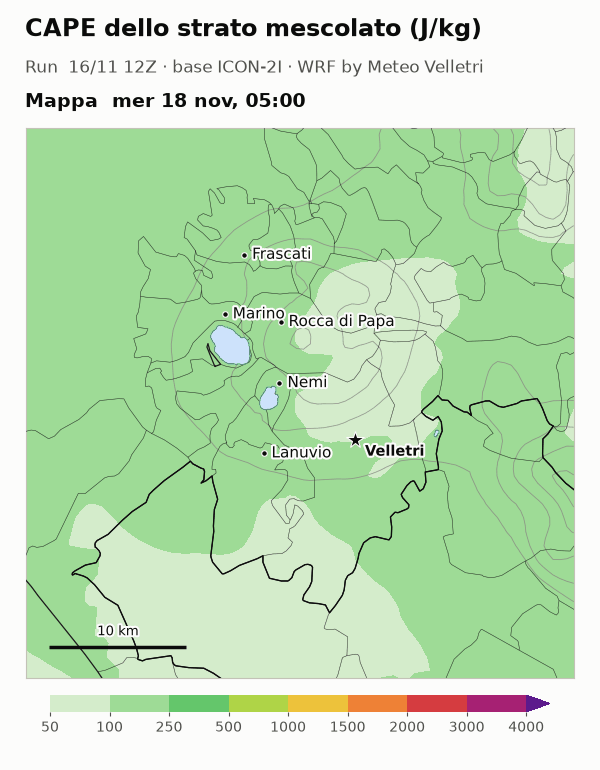 CAPE dello strato mescolato (J/kg)
Run  16/11 12Z · base ICON-2I · WRF by Meteo Velletri
Mappa  mer 18 nov, 05:00
Frascati
Marino
Rocca di Papa
Nemi
Velletri
Lanuvio
10 km
50 100 250 500 1000 1500 2000 3000 4000